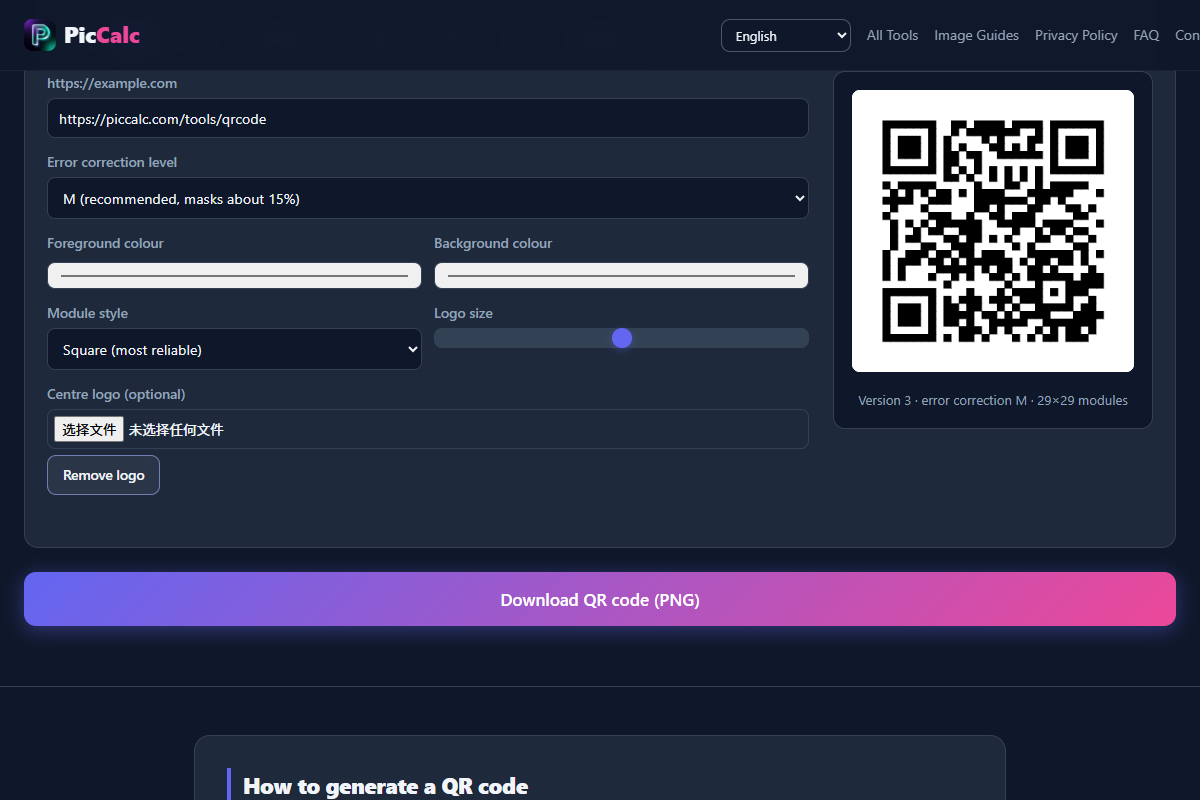 PicCalc
English
All Tools
Image Guides
Privacy Policy
FAQ
Con
https://example.com
https://piccalc.com/tools/qrcode
Error correction level
M (recommended, masks about 15%)
Foreground colour
Background colour
Module style
Logo size
Square (most reliable)
Centre logo (optional)
选择文件 未选择任何文件
Remove logo
Version 3 · error correction M · 29×29 modules
Download QR code (PNG)
How to generate a QR code